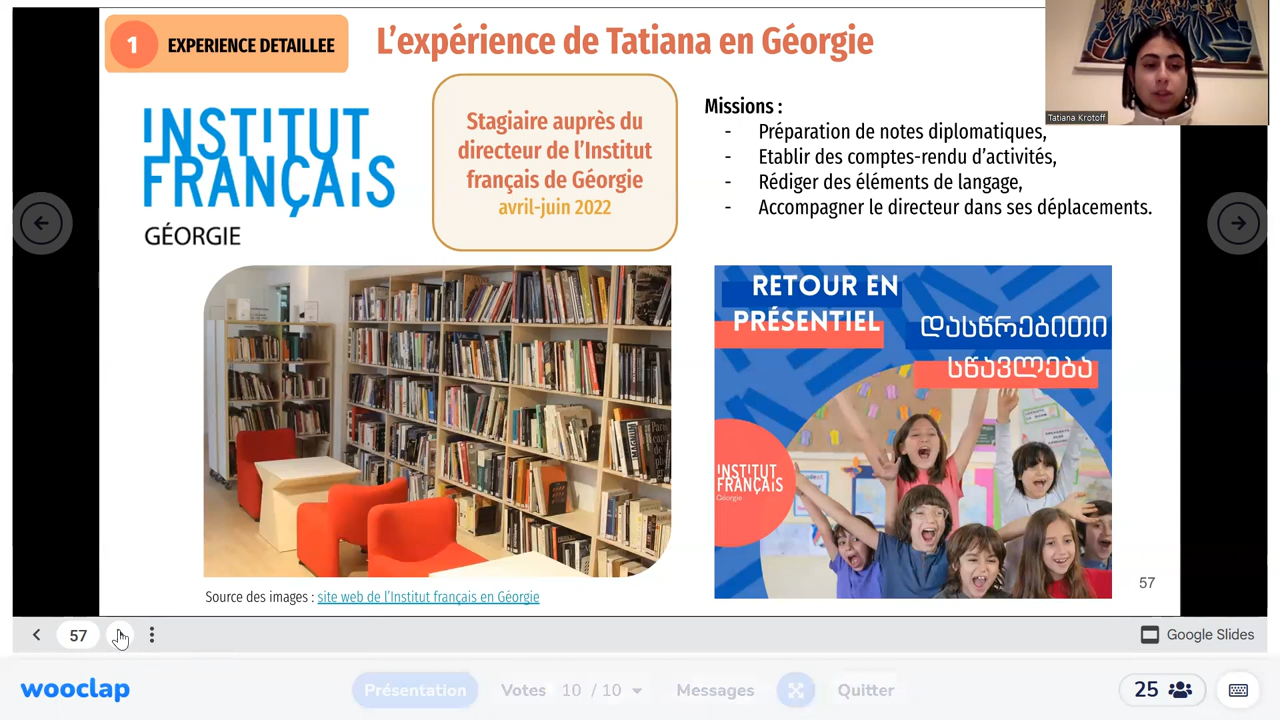 1 EXPERIENCE DETAILLEE
L'expérience de Tatiana en Géorgie
INSTITUT
FRANÇAIS
GÉORGIE
Stagiaire auprès du
directeur de l'Institut
français de Géorgie
avril-juin 2022
Missions :
- Préparation de notes diplomatiques,
- Etablir des comptes-rendu d'activités,
- Rédiger des éléments de langage,
- Accompagner le directeur dans ses déplacements.
Tatiana Krotoff
RETOUR EN
PRÉSENTIEL
ᲓᲐᲡᲬᲠᲔᲑᲘᲗᲘ
ᲡᲬᲐᲕᲚᲔᲑᲐ
INSTITUT
FRANÇAIS
Géorgie
Source des images : site web de l'Institut français en Géorgie
57
57
Google Slides
wooclap
Présentation
Votes 10 / 10
Messages
Quitter
25